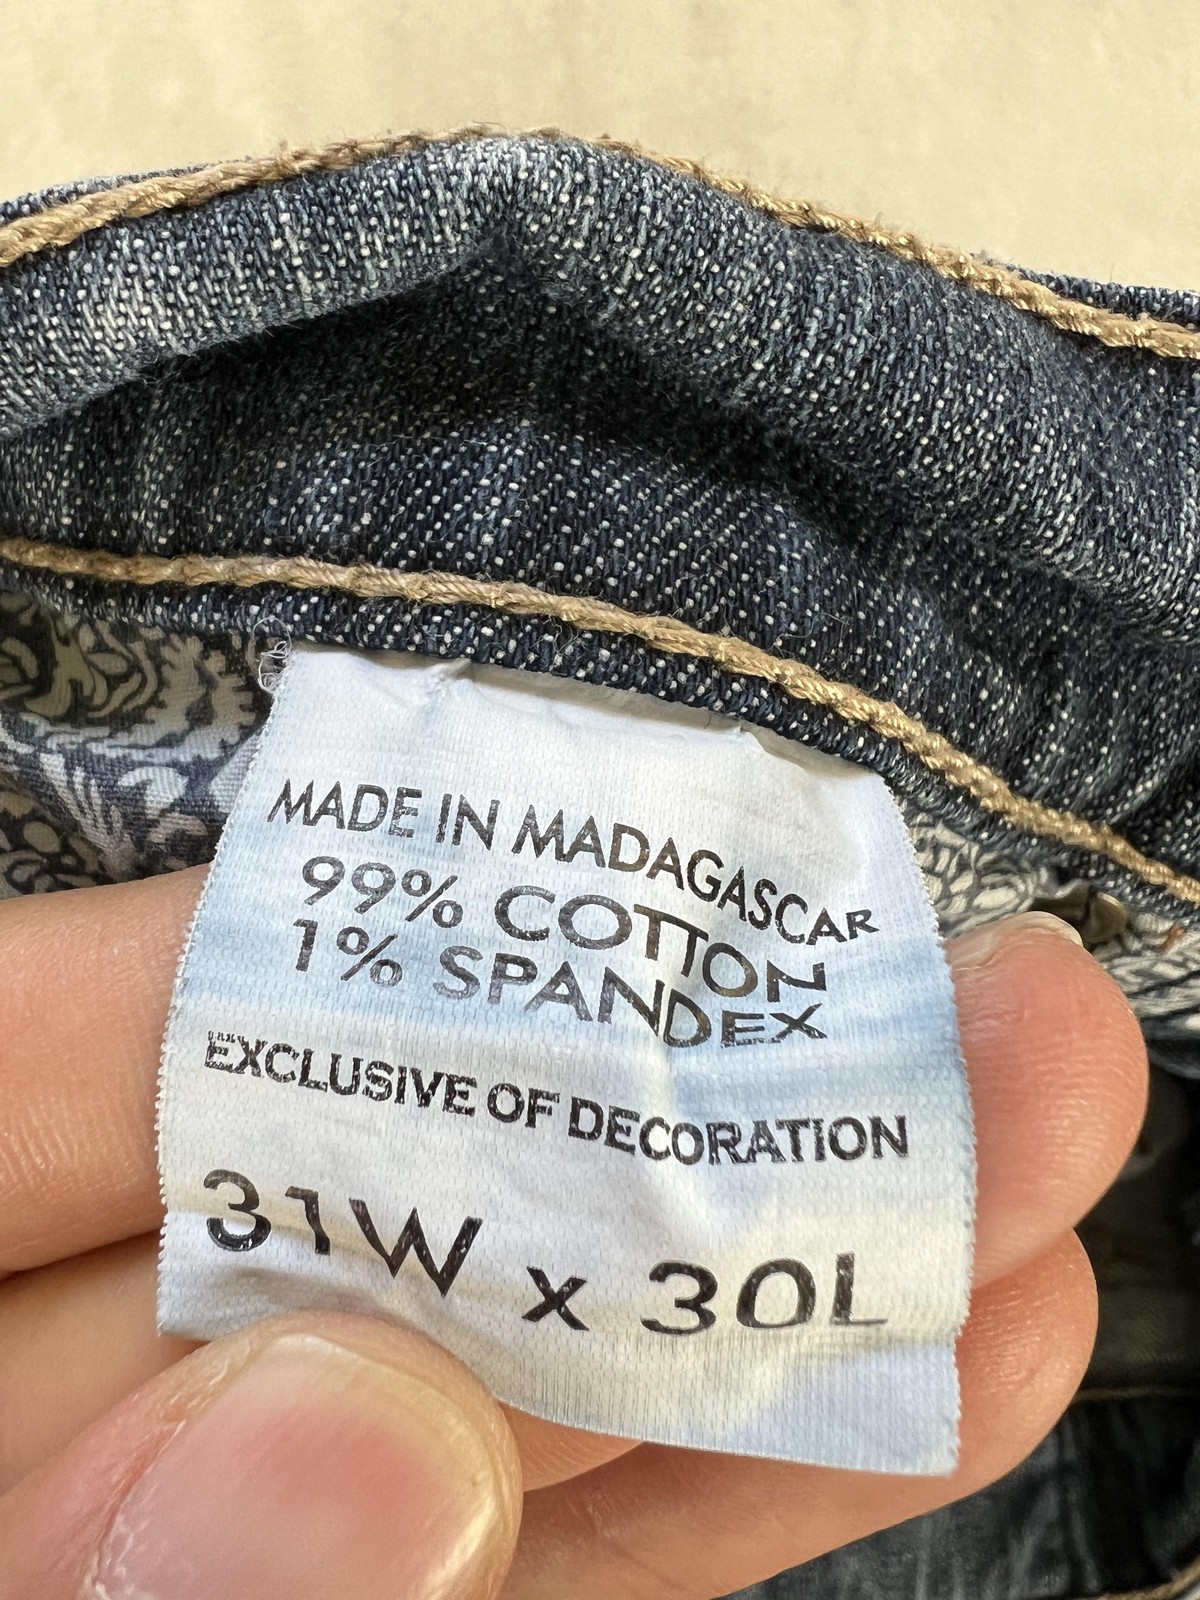 MADE IN MADAGASCAR
99% COTTON
1% SPANDEX
EXCLUSIVE OF DECORATION
31W x 30L